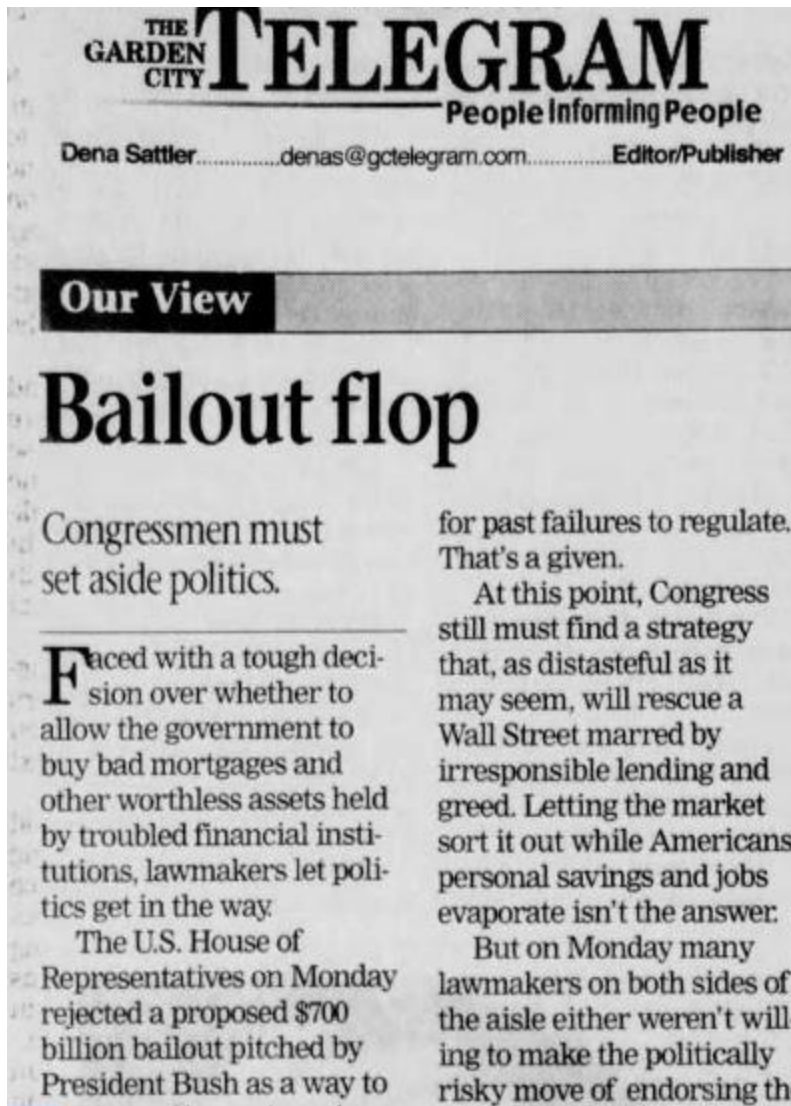 THE
GARDEN
CITY
TELEGRAM
People Informing People
Dena Sattler..............denas@gctelegram.com..............Editor/Publisher
Our View
Bailout flop
Congressmen must
set aside politics.
Faced with a tough deci-
sion over whether to
allow the government to
buy bad mortgages and
other worthless assets held
by troubled financial insti-
tutions, lawmakers let poli-
tics get in the way.
The U.S. House of
Representatives on Monday
rejected a proposed $700
billion bailout pitched by
President Bush as a way to
for past failures to regulate.
That's a given.
At this point, Congress
still must find a strategy
that, as distasteful as it
may seem, will rescue a
Wall Street marred by
irresponsible lending and
greed. Letting the market
sort it out while Americans
personal savings and jobs
evaporate isn't the answer.
But on Monday many
lawmakers on both sides of
the aisle either weren't will-
ing to make the politically
risky move of endorsing th